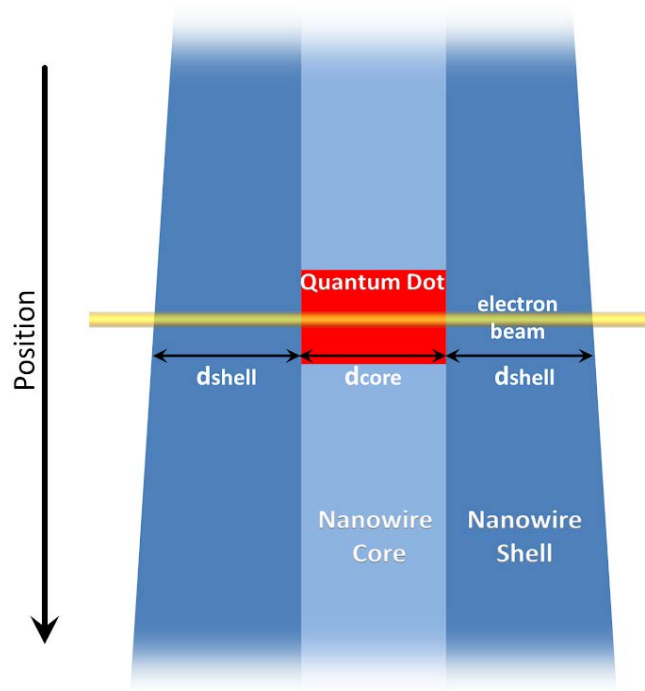 Position
Quantum Dot
electron
beam
dshell
dcore
dshell
Nanowire
Core
Nanowire
Shell